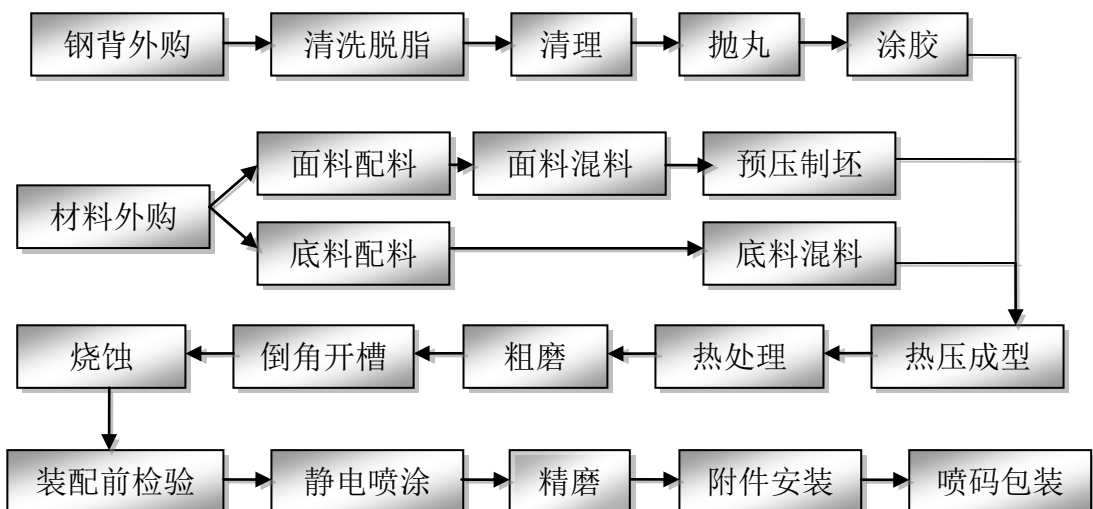 钢背外购 清洗脱脂 清理 抛丸 涂胶
面料配料 面料混料 预压制坯
材料外购
底料配料 底料混料
烧蚀 倒角开槽 粗磨 热处理 热压成型
装配前检验 静电喷涂 精磨 附件安装 喷码包装